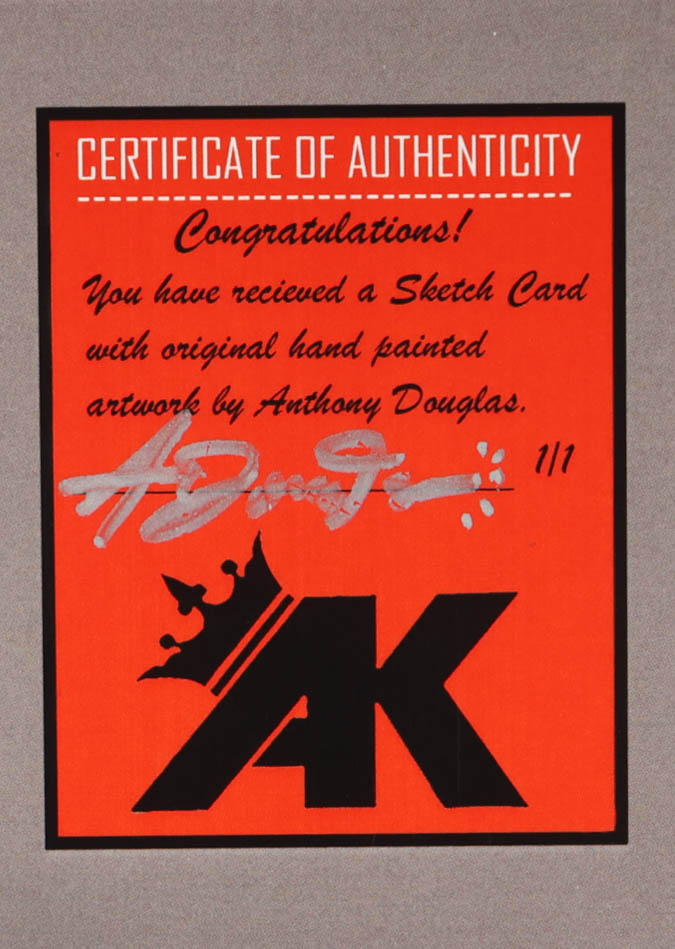 CERTIFICATE OF AUTHENTICITY
Congratulations!
You have recieved a Sketch Card
with original hand painted
artwork by Anthony Douglas.
1/1
AK